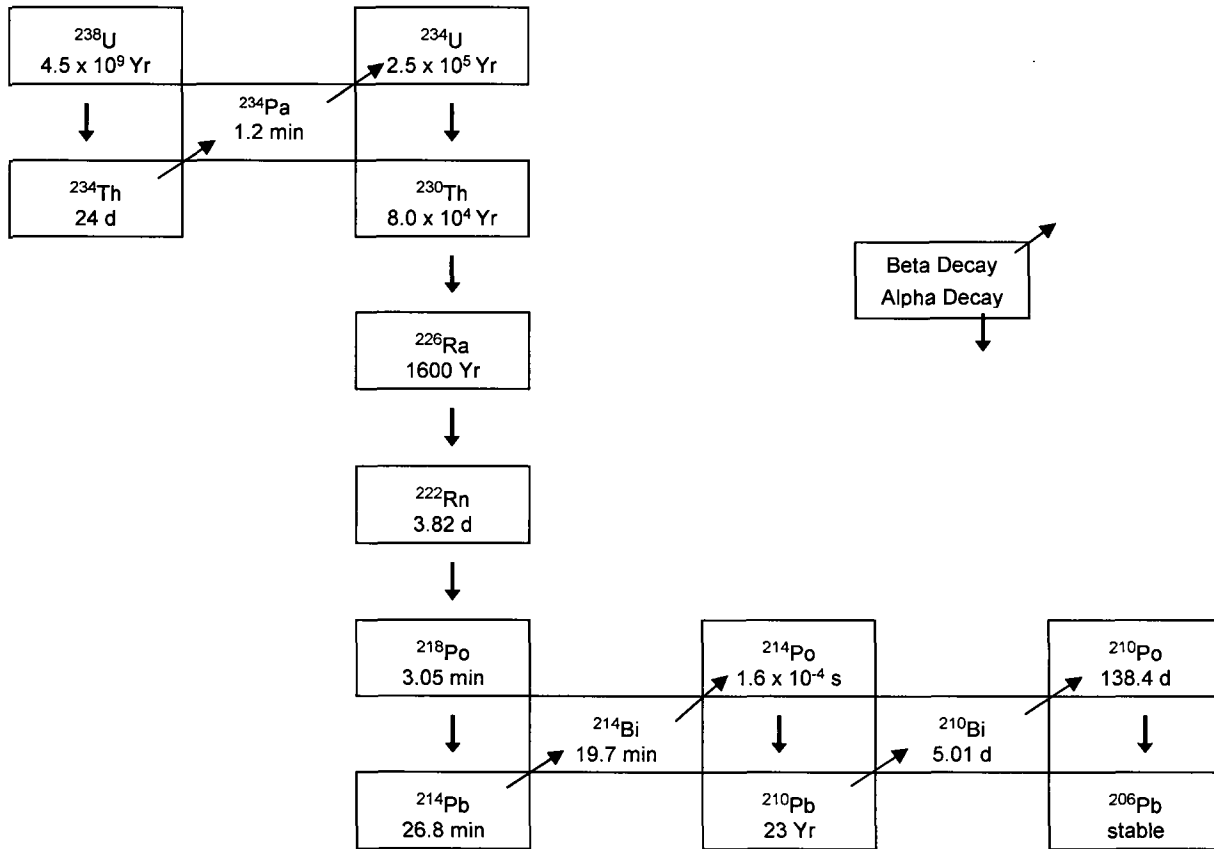 ²³⁸U
4.5 x 10⁹ Yr
²³⁴U
2.5 x 10⁵ Yr
²³⁴Pa
1.2 min
²³⁴Th
24 d
²³⁰Th
8.0 x 10⁴ Yr
Beta Decay
Alpha Decay
²²⁶Ra
1600 Yr
²²²Rn
3.82 d
²¹⁸Po
3.05 min
²¹⁴Po
1.6 x 10⁻⁴ s
²¹⁰Po
138.4 d
²¹⁴Bi
19.7 min
²¹⁰Bi
5.01 d
²¹⁴Pb
26.8 min
²¹⁰Pb
23 Yr
²⁰⁶Pb
stable